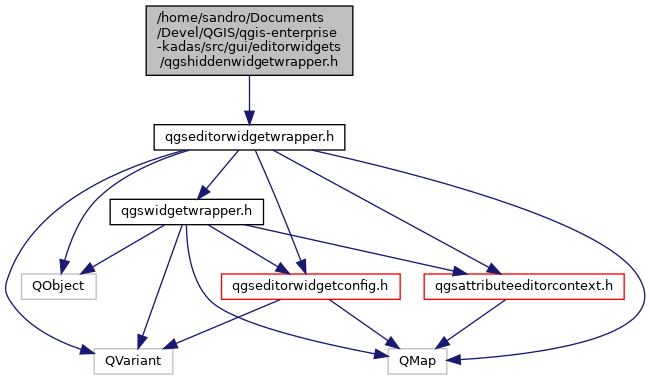 /home/sandro/Documents
/Devel/QGIS/qgis-enterprise
-kadas/src/gui/editorwidgets
/qgshiddenwidgetwrapper.h
qgseditorwidgetwrapper.h
qgswidgetwrapper.h
QObject
qgseditorwidgetconfig.h
qgsattributeeditorcontext.h
QVariant
QMap